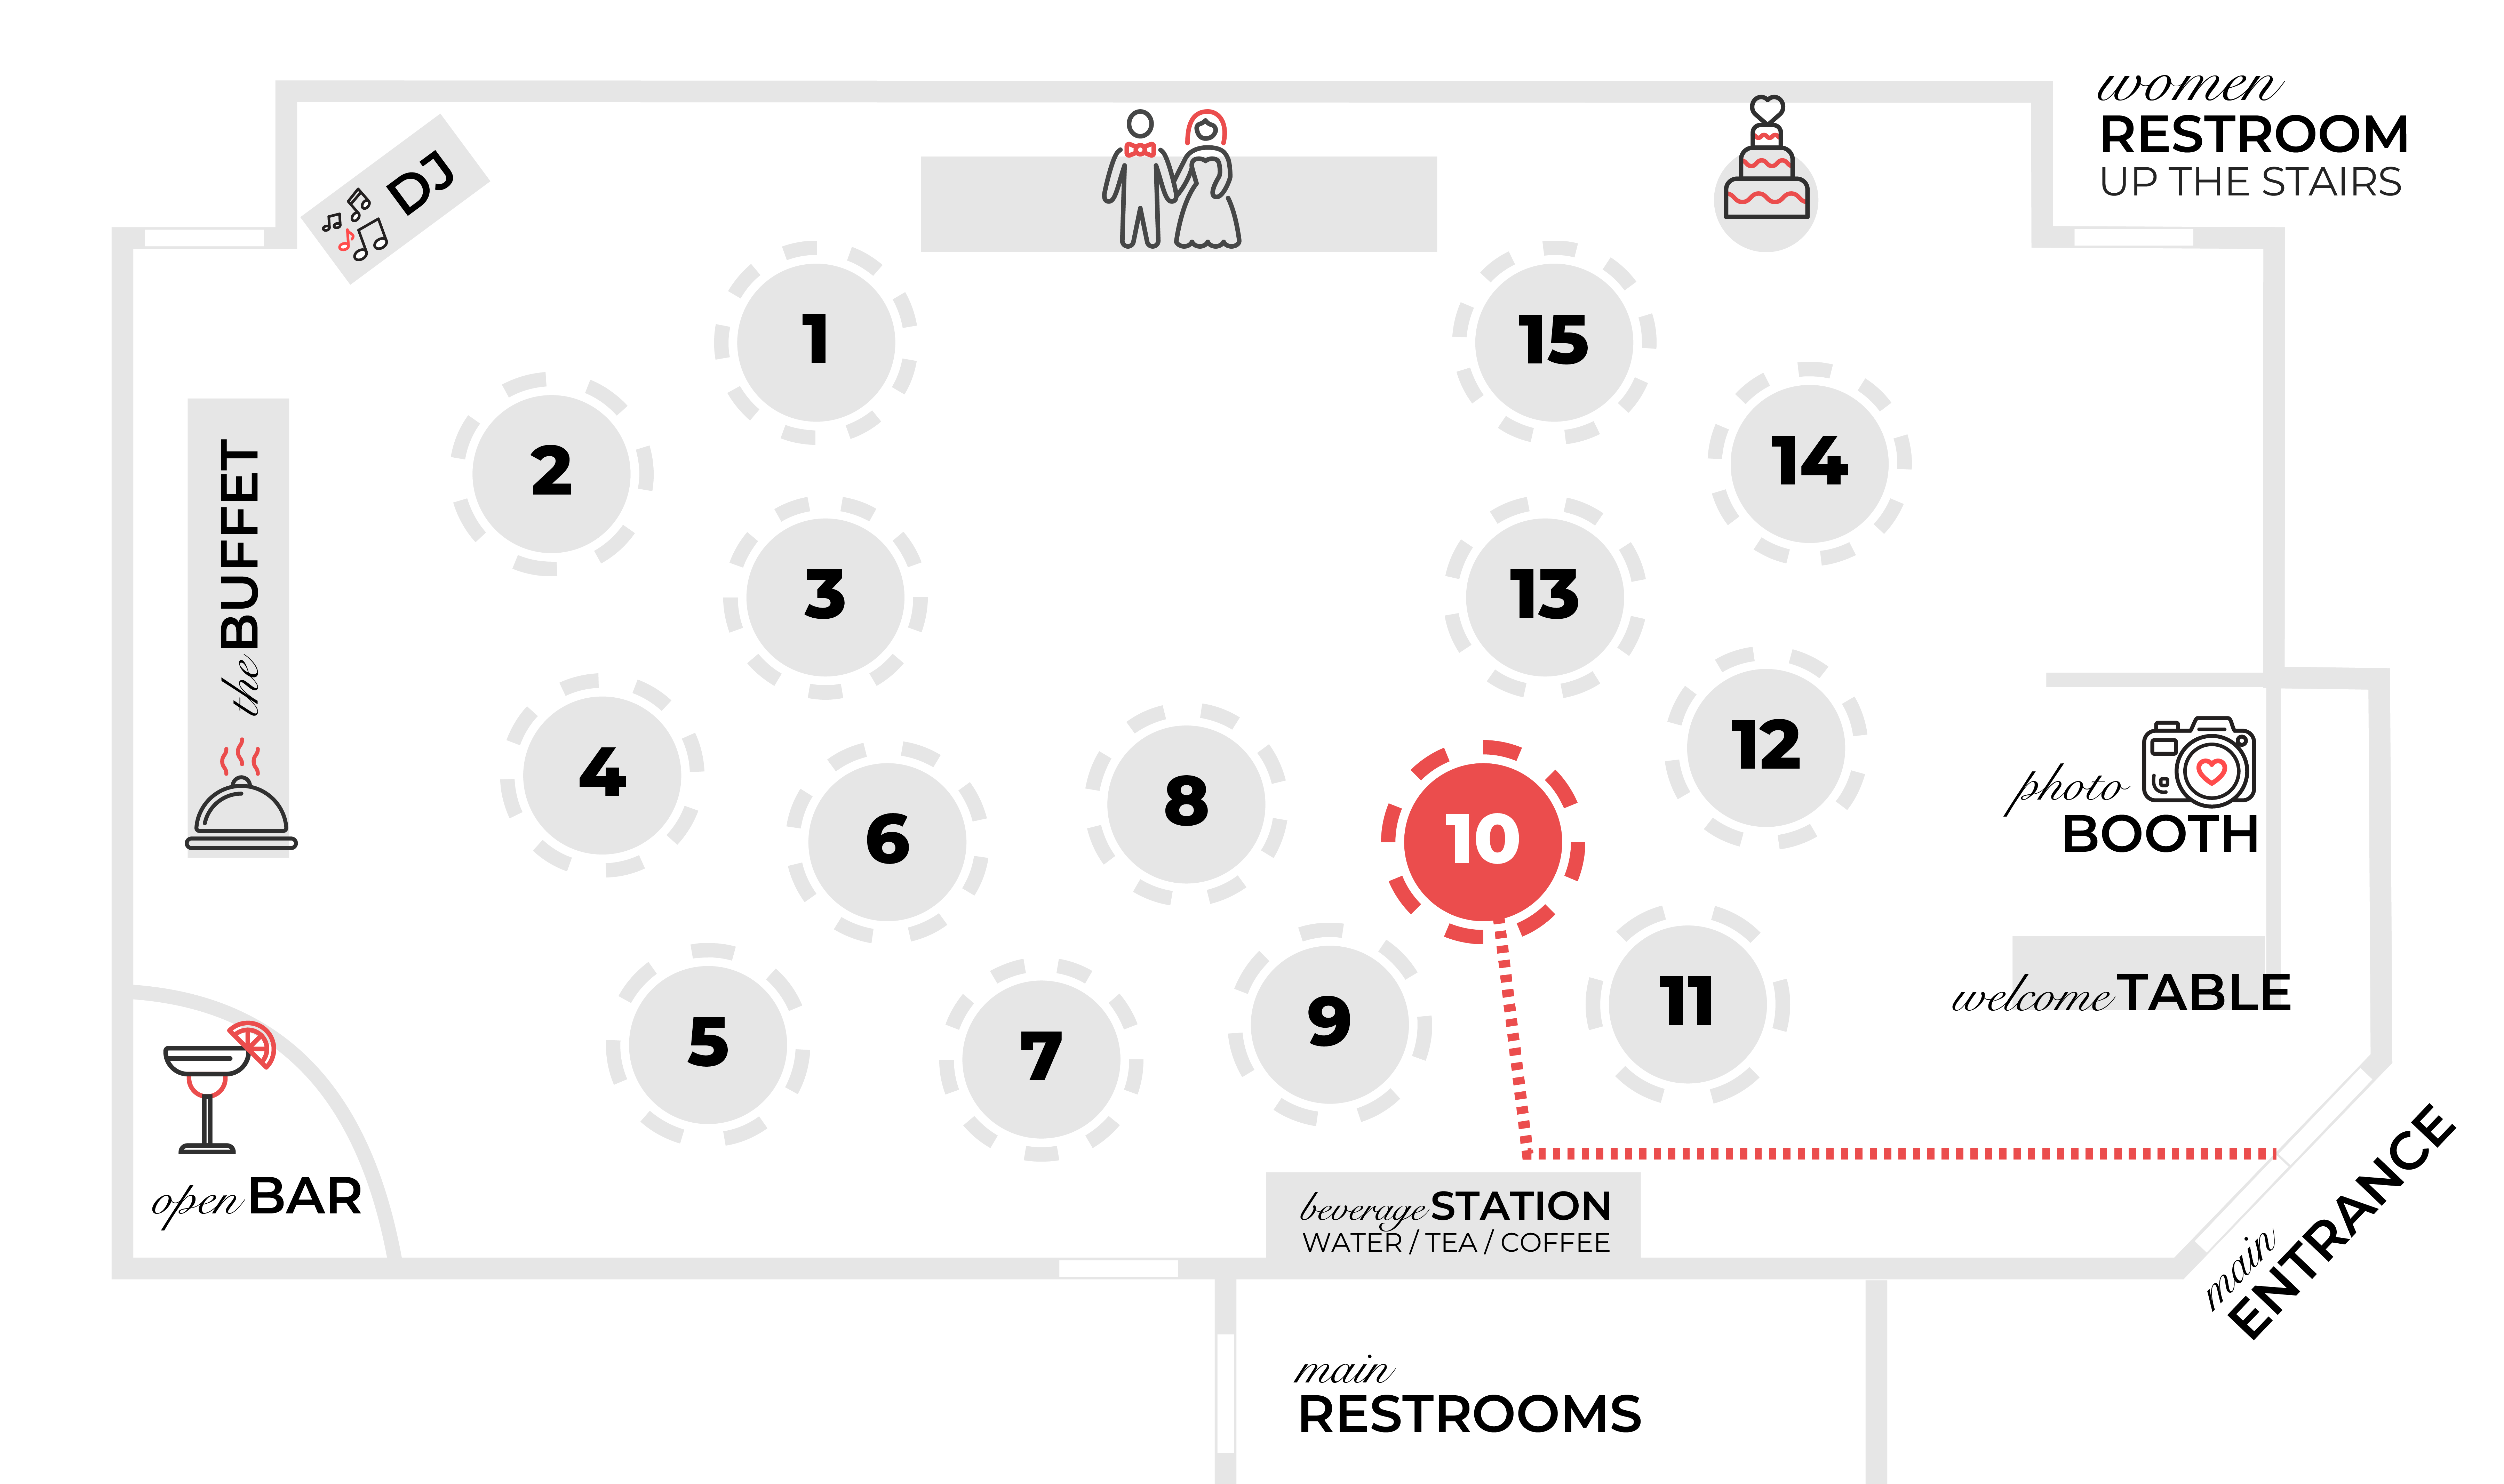 women
RESTROOM
UP THE STAIRS
DJ
1
15
2
14
the BUFFET
3
13
4
12
6
8
10
photo
BOOTH
5
7
9
11
welcome TABLE
open BAR
beverage STATION
WATER / TEA / COFFEE
main
ENTRANCE
main
RESTROOMS